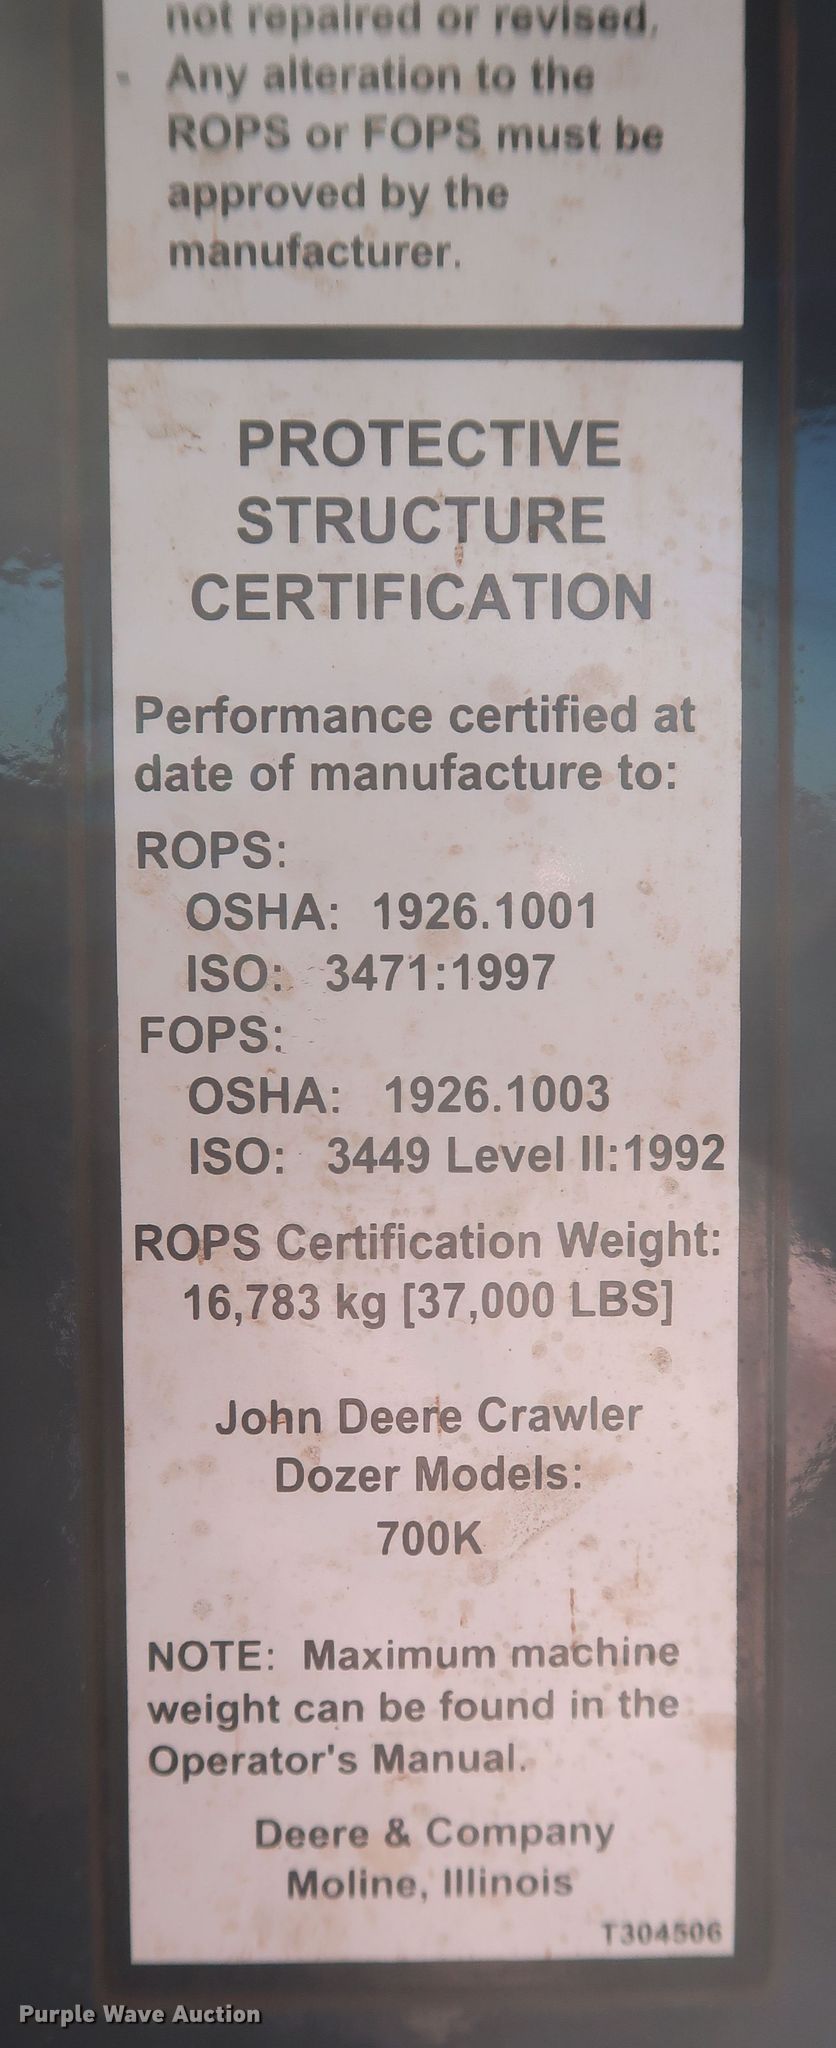 not repaired or revised.
- Any alteration to the
ROPS or FOPS must be
approved by the
manufacturer.
PROTECTIVE
STRUCTURE
CERTIFICATION
Performance certified at
date of manufacture to:
ROPS:
OSHA: 1926.1001
ISO: 3471:1997
FOPS:
OSHA: 1926.1003
ISO: 3449 Level II:1992
ROPS Certification Weight:
16,783 kg [37,000 LBS]
John Deere Crawler
Dozer Models:
700K
NOTE: Maximum machine
weight can be found in the
Operator's Manual.
Deere & Company
Moline, Illinois
T304506
Purple Wave Auction